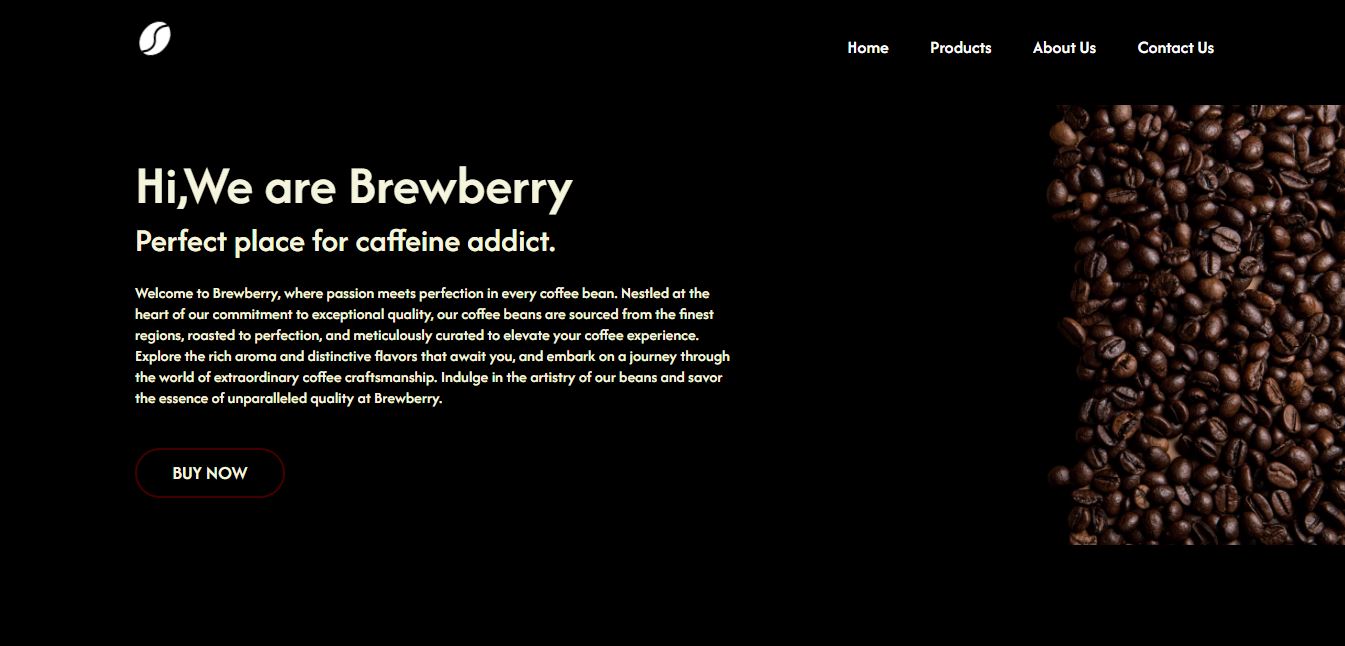 Home Products About Us Contact Us
Hi,We are Brewberry
Perfect place for caffeine addict.
Welcome to Brewberry, where passion meets perfection in every coffee bean. Nestled at the
heart of our commitment to exceptional quality, our coffee beans are sourced from the finest
regions, roasted to perfection, and meticulously curated to elevate your coffee experience.
Explore the rich aroma and distinctive flavors that await you, and embark on a journey through
the world of extraordinary coffee craftsmanship. Indulge in the artistry of our beans and savor
the essence of unparalleled quality at Brewberry.
BUY NOW